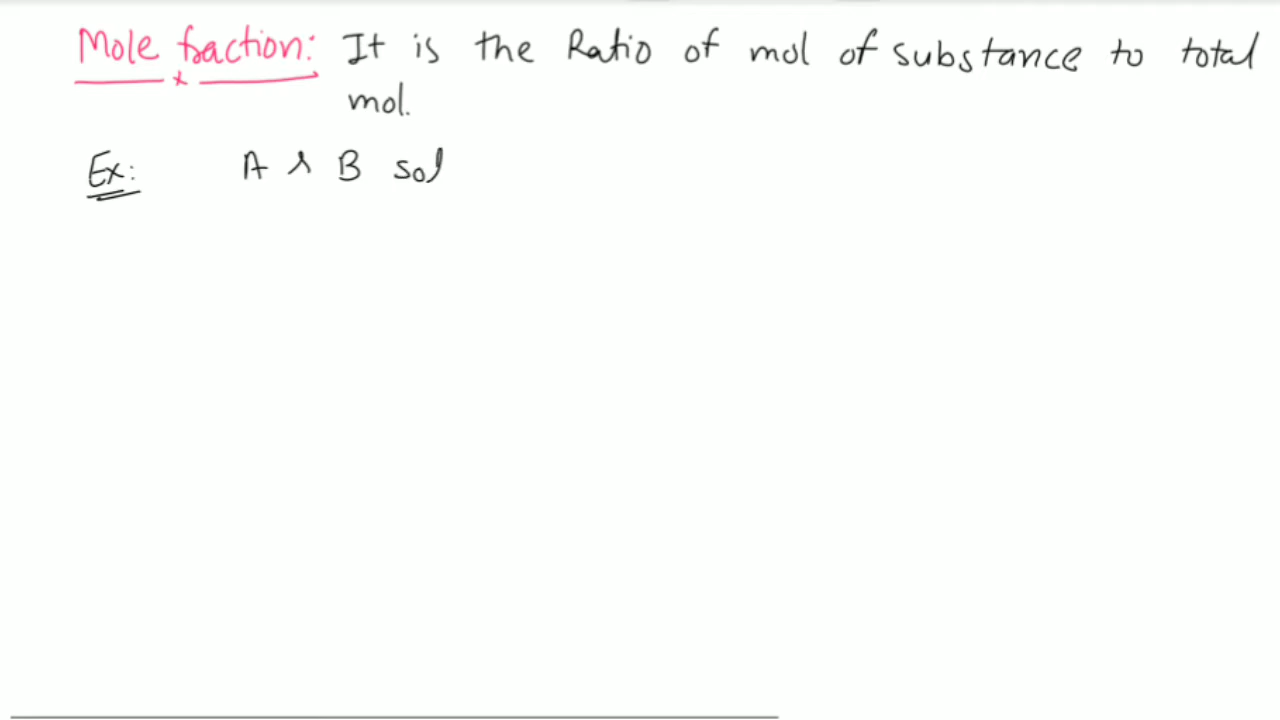 Mole fraction: It is the Ratio of mol of substance to total
mol.
Ex: A & B sol